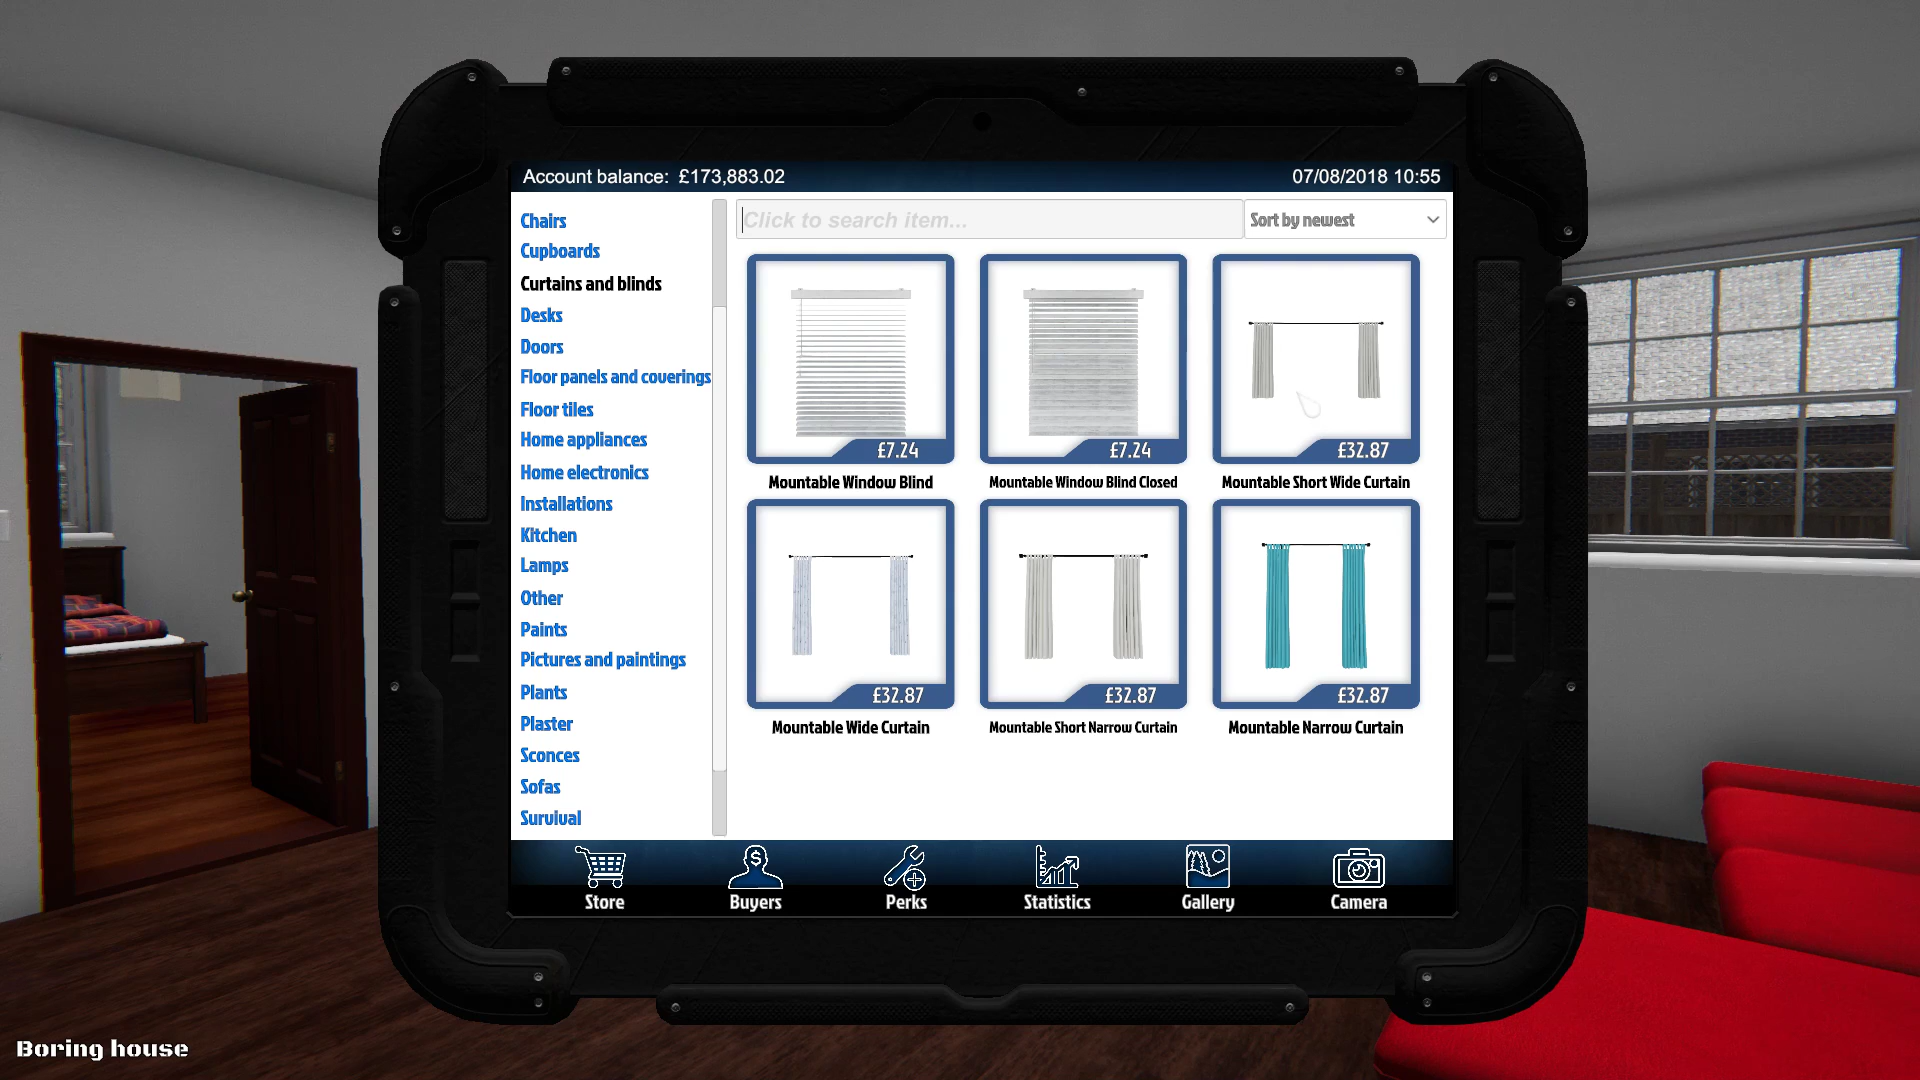 Account balance: £173,883.02
07/08/2018 10:55
Chairs
Cupboards
Curtains and blinds
Desks
Doors
Floor panels and coverings
Floor tiles
Home appliances
Home electronics
Installations
Kitchen
Lamps
Other
Paints
Pictures and paintings
Plants
Plaster
Sconces
Sofas
Survival
Click to search item...
Sort by newest
£7.24
£7.24
£32.87
Mountable Window Blind
Mountable Window Blind Closed
Mountable Short Wide Curtain
£32.87
£32.87
£32.87
Mountable Wide Curtain
Mountable Short Narrow Curtain
Mountable Narrow Curtain
Store
Buyers
Perks
Statistics
Gallery
Camera
Boring house